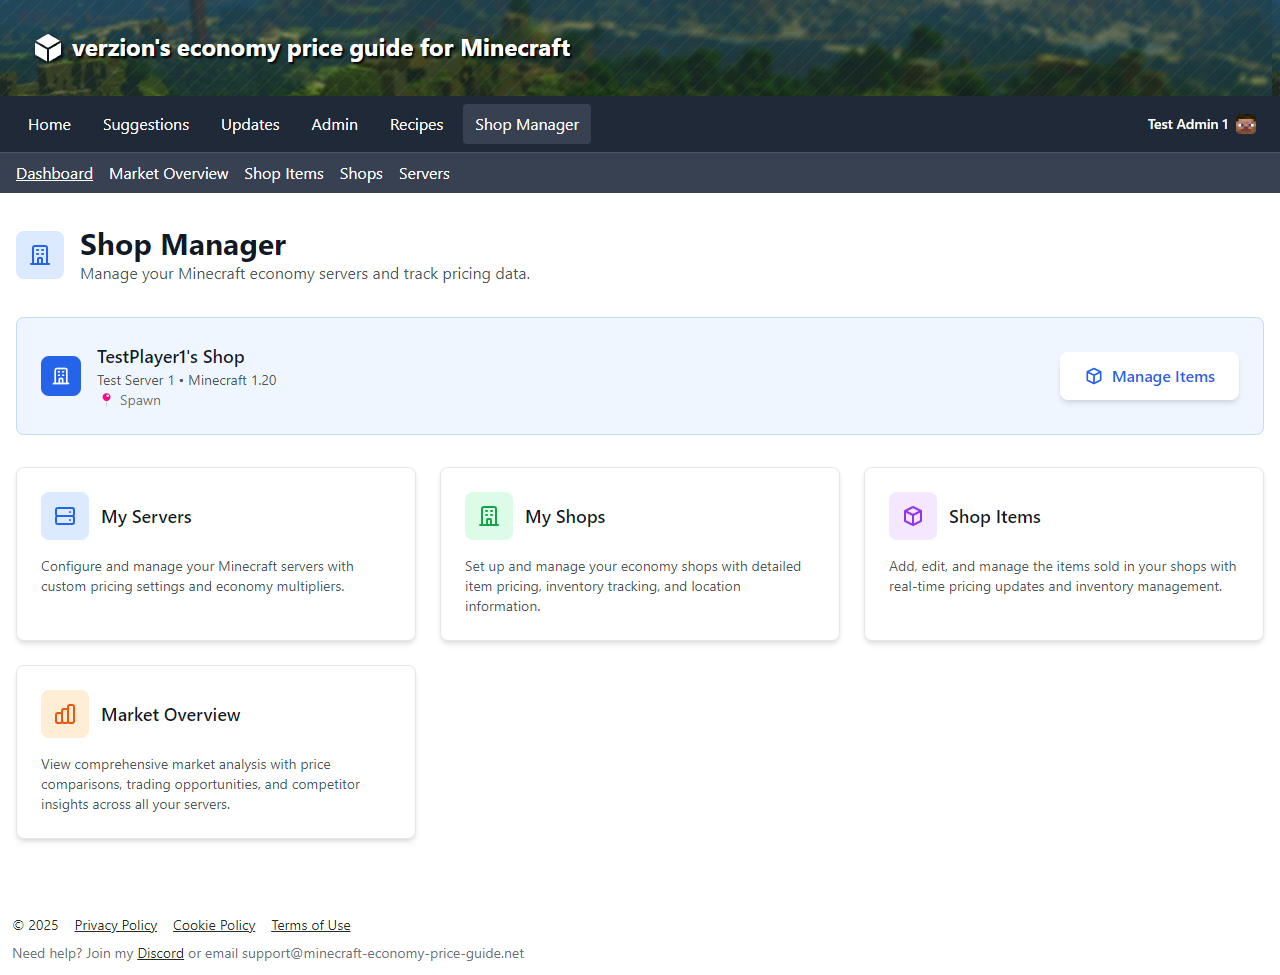 verzion's economy price guide for Minecraft
Home Suggestions Updates Admin Recipes Shop Manager Test Admin 1
Dashboard Market Overview Shop Items Shops Servers
Shop Manager
Manage your Minecraft economy servers and track pricing data.
TestPlayer1's Shop
Test Server 1 • Minecraft 1.20
Spawn
Manage Items
My Servers
Configure and manage your Minecraft servers with
custom pricing settings and economy multipliers.
My Shops
Set up and manage your economy shops with detailed
item pricing, inventory tracking, and location
information.
Shop Items
Add, edit, and manage the items sold in your shops with
real-time pricing updates and inventory management.
Market Overview
View comprehensive market analysis with price
comparisons, trading opportunities, and competitor
insights across all your servers.
© 2025 Privacy Policy Cookie Policy Terms of Use
Need help? Join my Discord or email support@minecraft-economy-price-guide.net